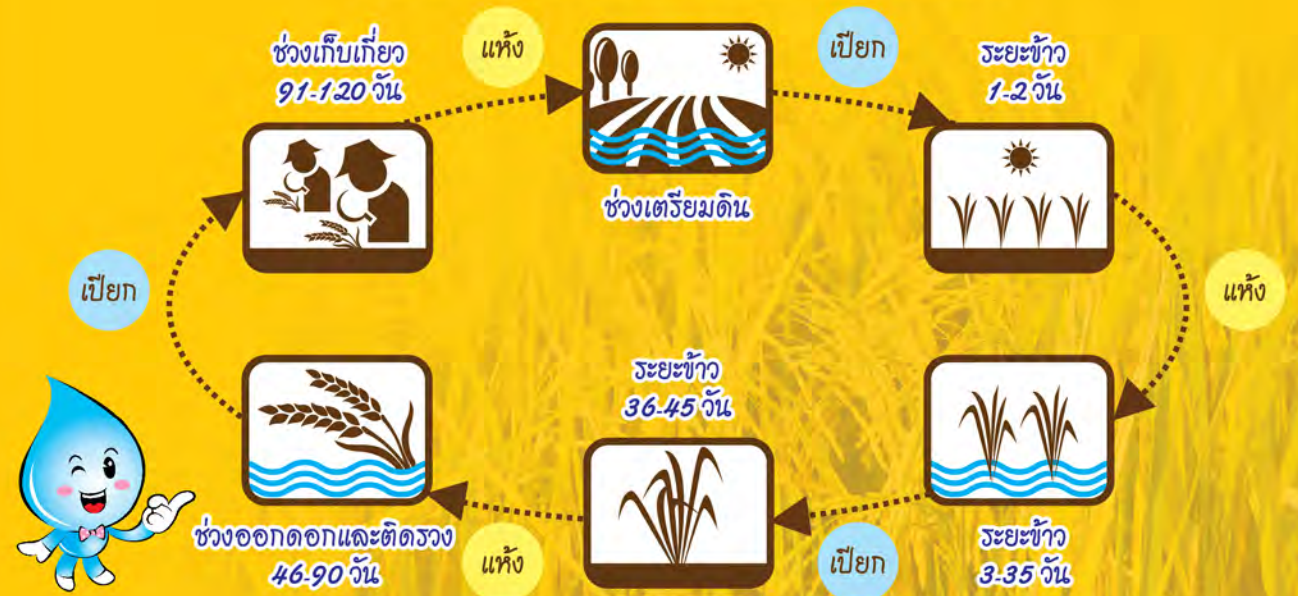 ช่วงเก็บเกี่ยว
91-120 วัน
แห้ง
เปียก
ระยะข้าว
1-2 วัน
ช่วงเตรียมดิน
เปียก
แห้ง
ระยะข้าว
36-45 วัน
ช่วงออกดอกและติดรวง
46-90 วัน
แห้ง
เปียก
ระยะข้าว
3-35 วัน